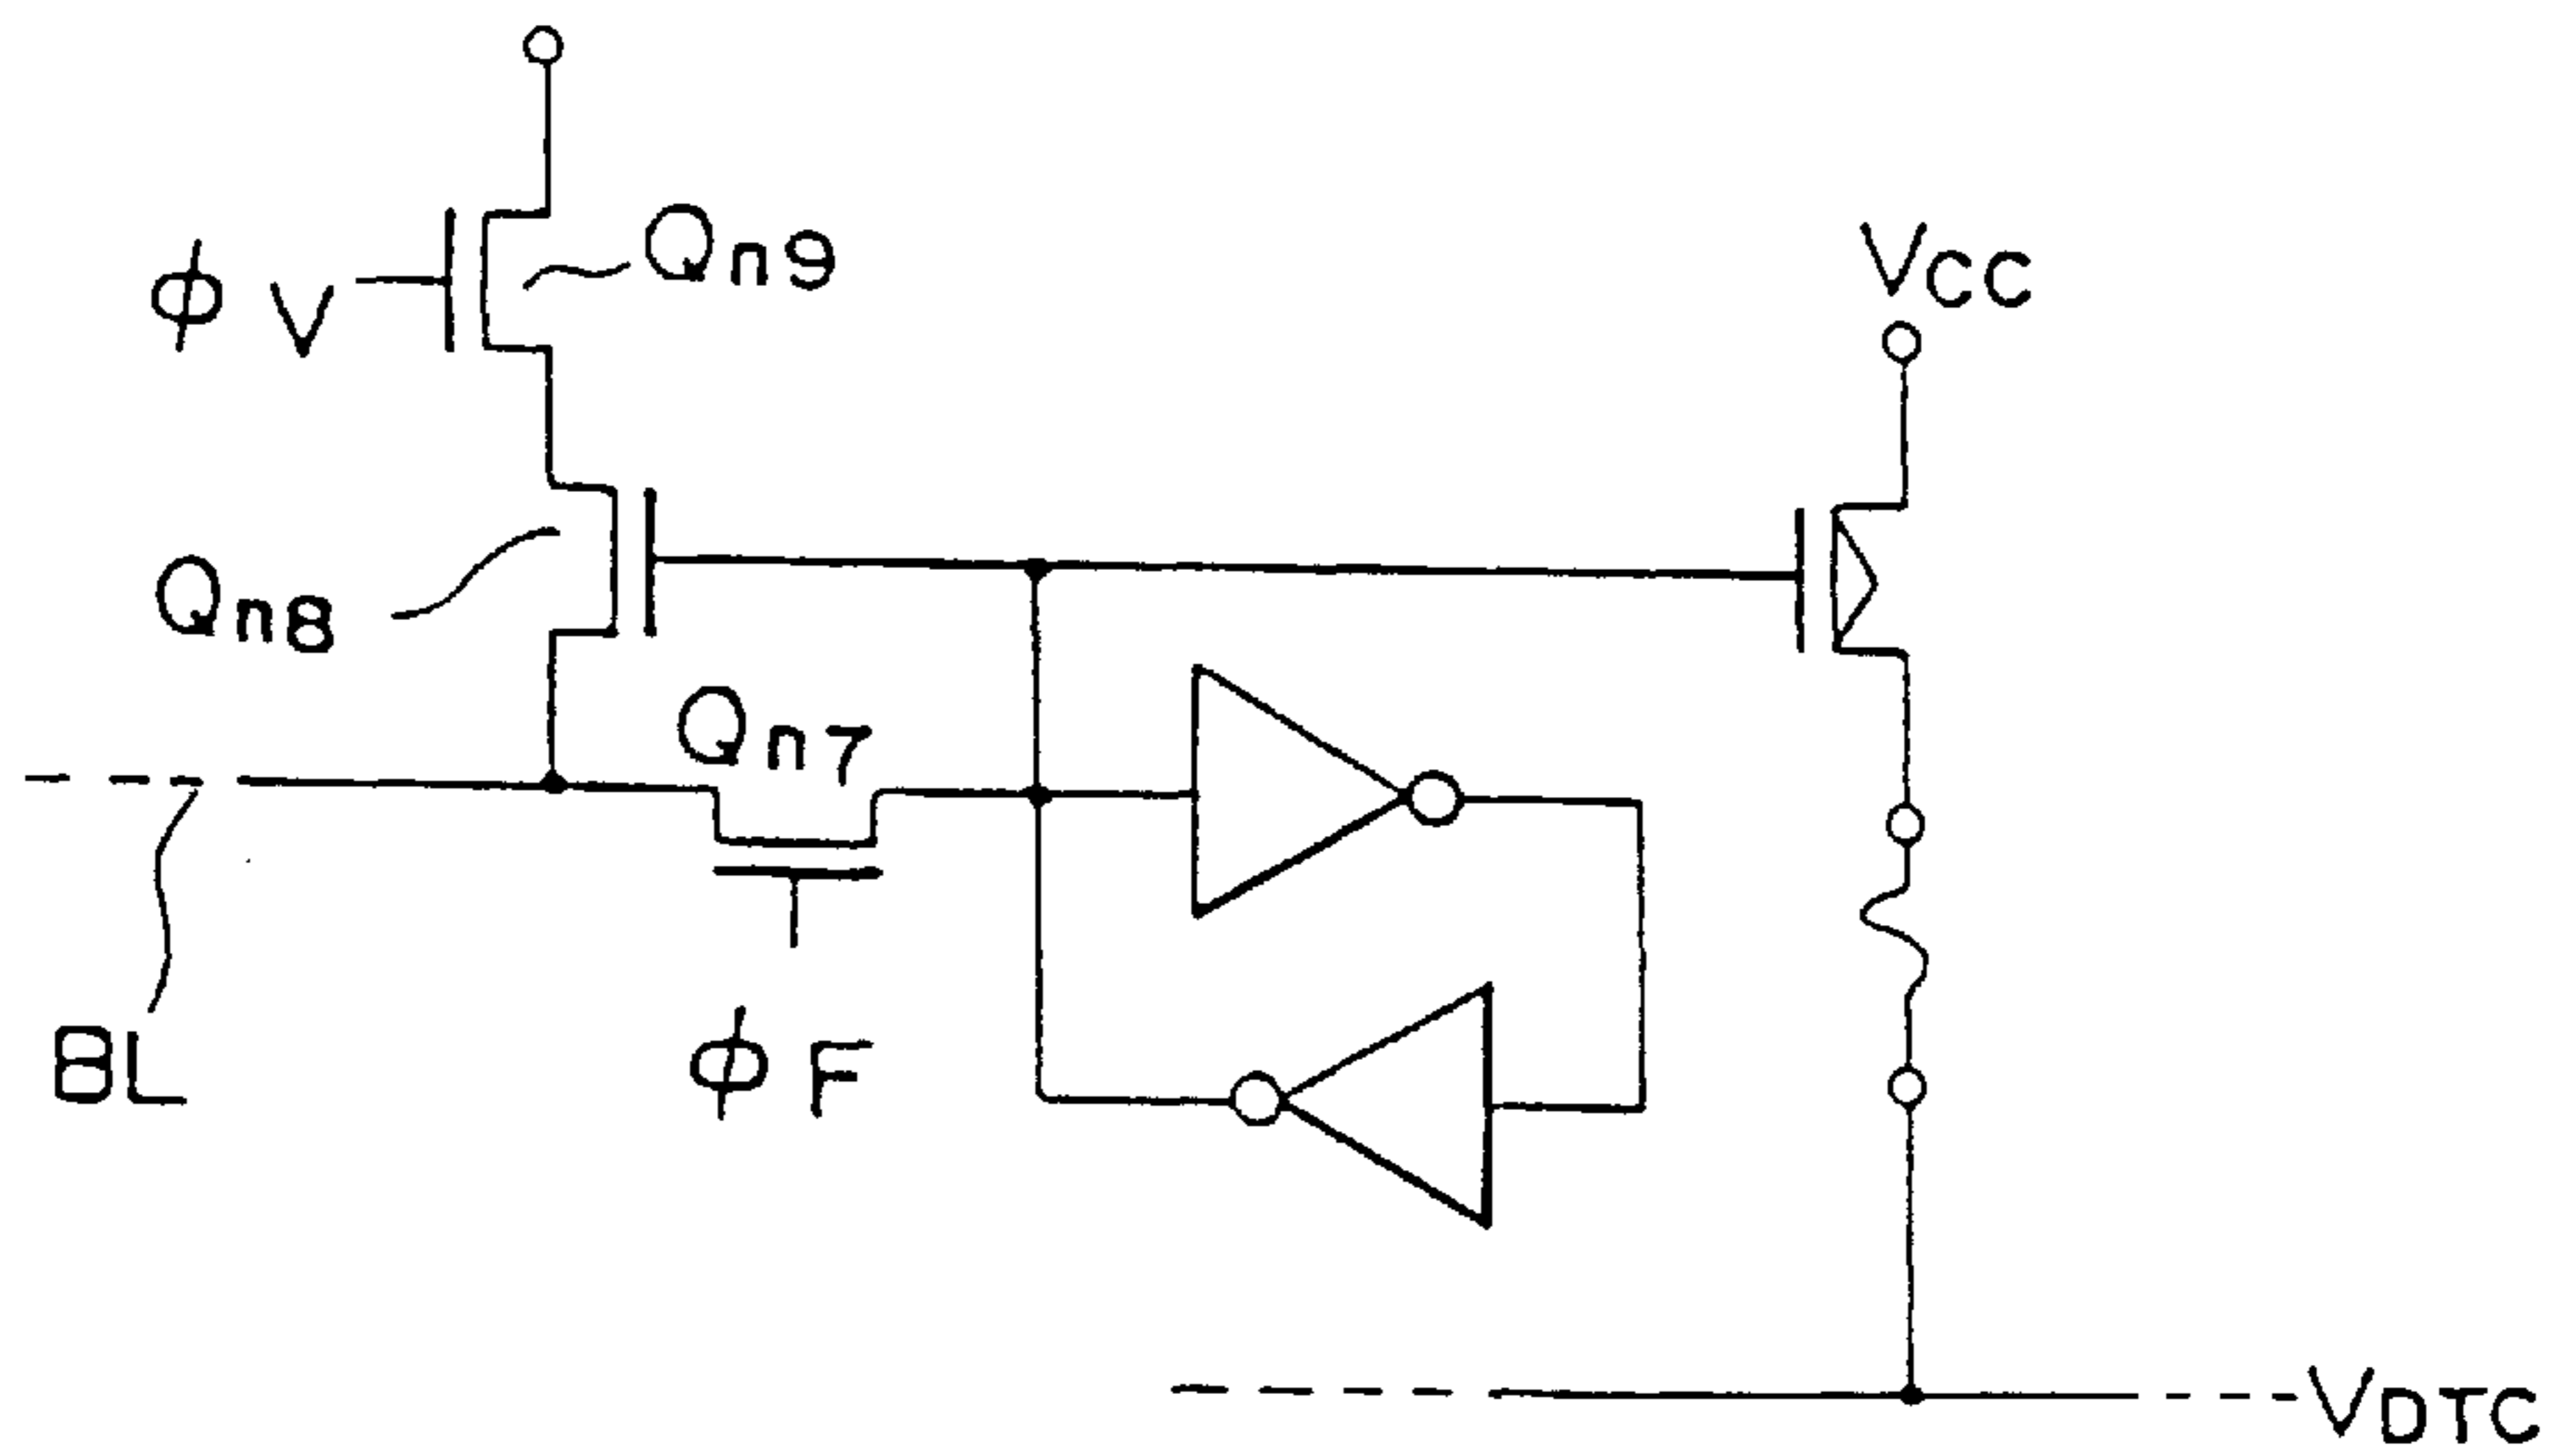 Qn9
φV
VCC
Qn8
Qn7
BL
φF
VDTC